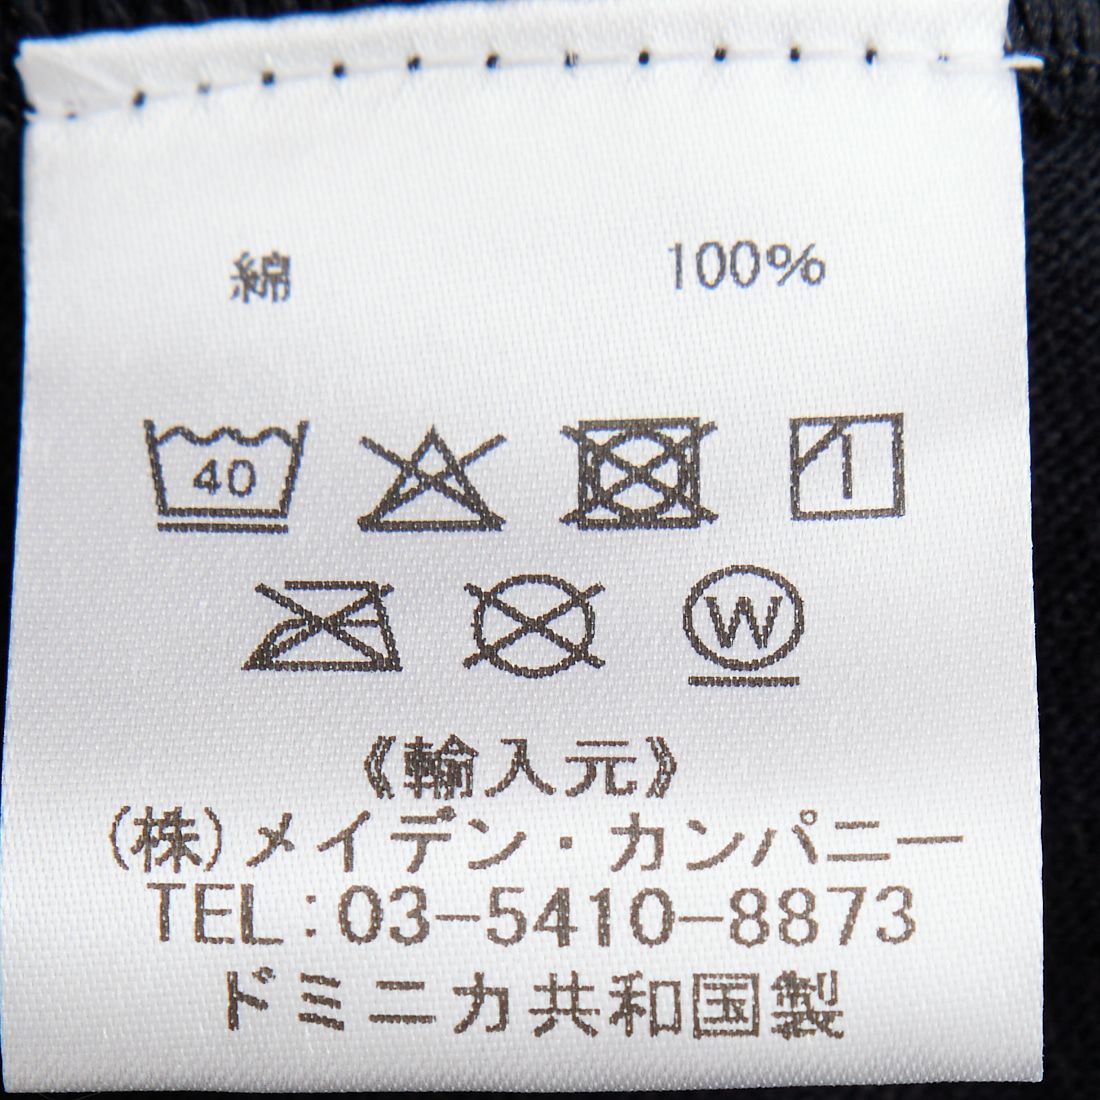 綿 100%
40
W
《輸入元》
(株)メイデン・カンパニー
TEL:03-5410-8873
ドミニカ共和国製